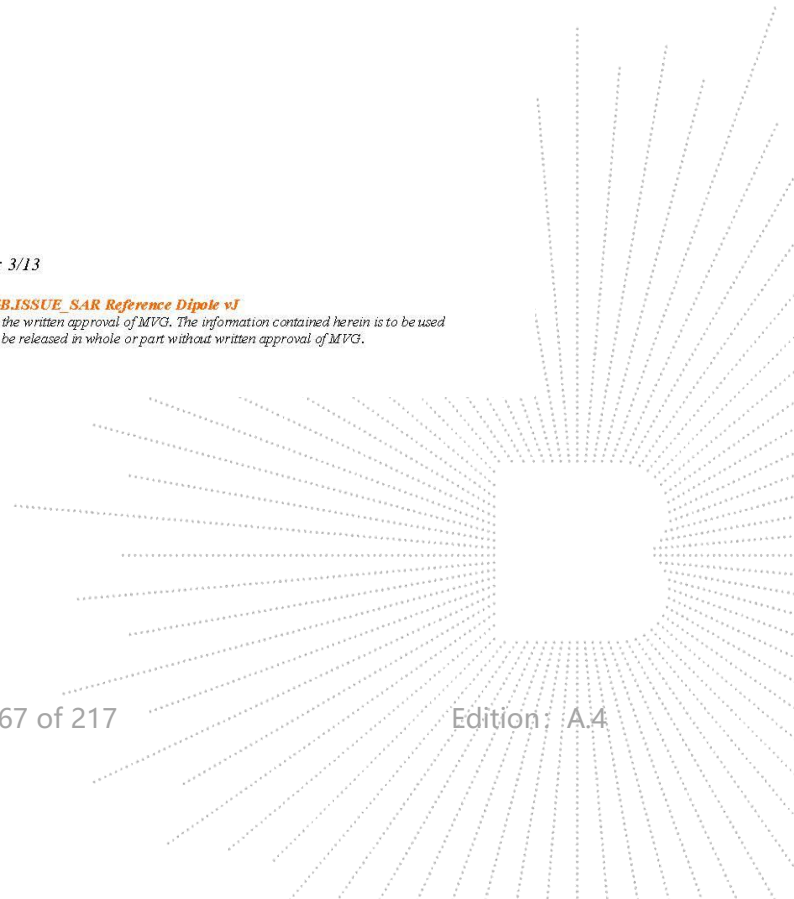 : 3/13
B.ISSUE_SAR Reference Dipole vJ
the written approval of MVG. The information contained herein is to be used
be released in whole or part without written approval of MVG.
67 of 217 Edition: A.4